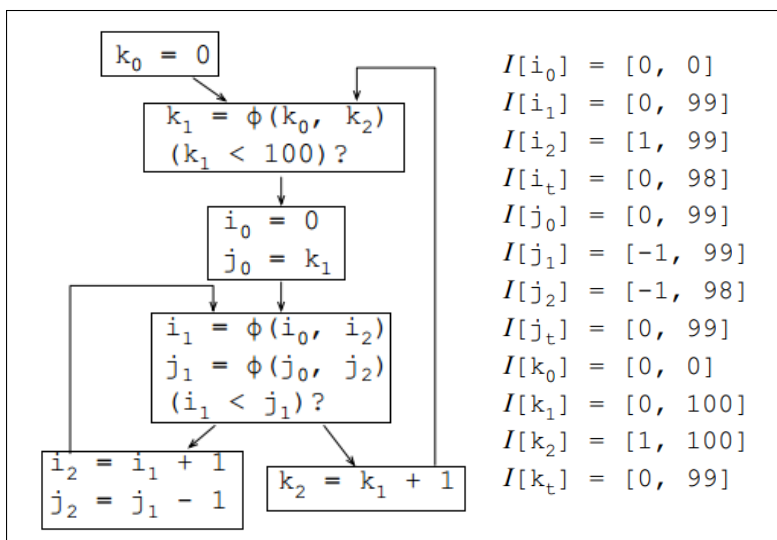 k₀ = 0
k₁ = ϕ(k₀, k₂)
(k₁ < 100)?
i₀ = 0
j₀ = k₁
i₁ = ϕ(i₀, i₂)
j₁ = ϕ(j₀, j₂)
(i₁ < j₁)?
i₂ = i₁ + 1
j₂ = j₁ - 1
k₂ = k₁ + 1
I[i₀] = [0, 0]
I[i₁] = [0, 99]
I[i₂] = [1, 99]
I[iₜ] = [0, 98]
I[j₀] = [0, 99]
I[j₁] = [-1, 99]
I[j₂] = [-1, 98]
I[jₜ] = [0, 99]
I[k₀] = [0, 0]
I[k₁] = [0, 100]
I[k₂] = [1, 100]
I[kₜ] = [0, 99]